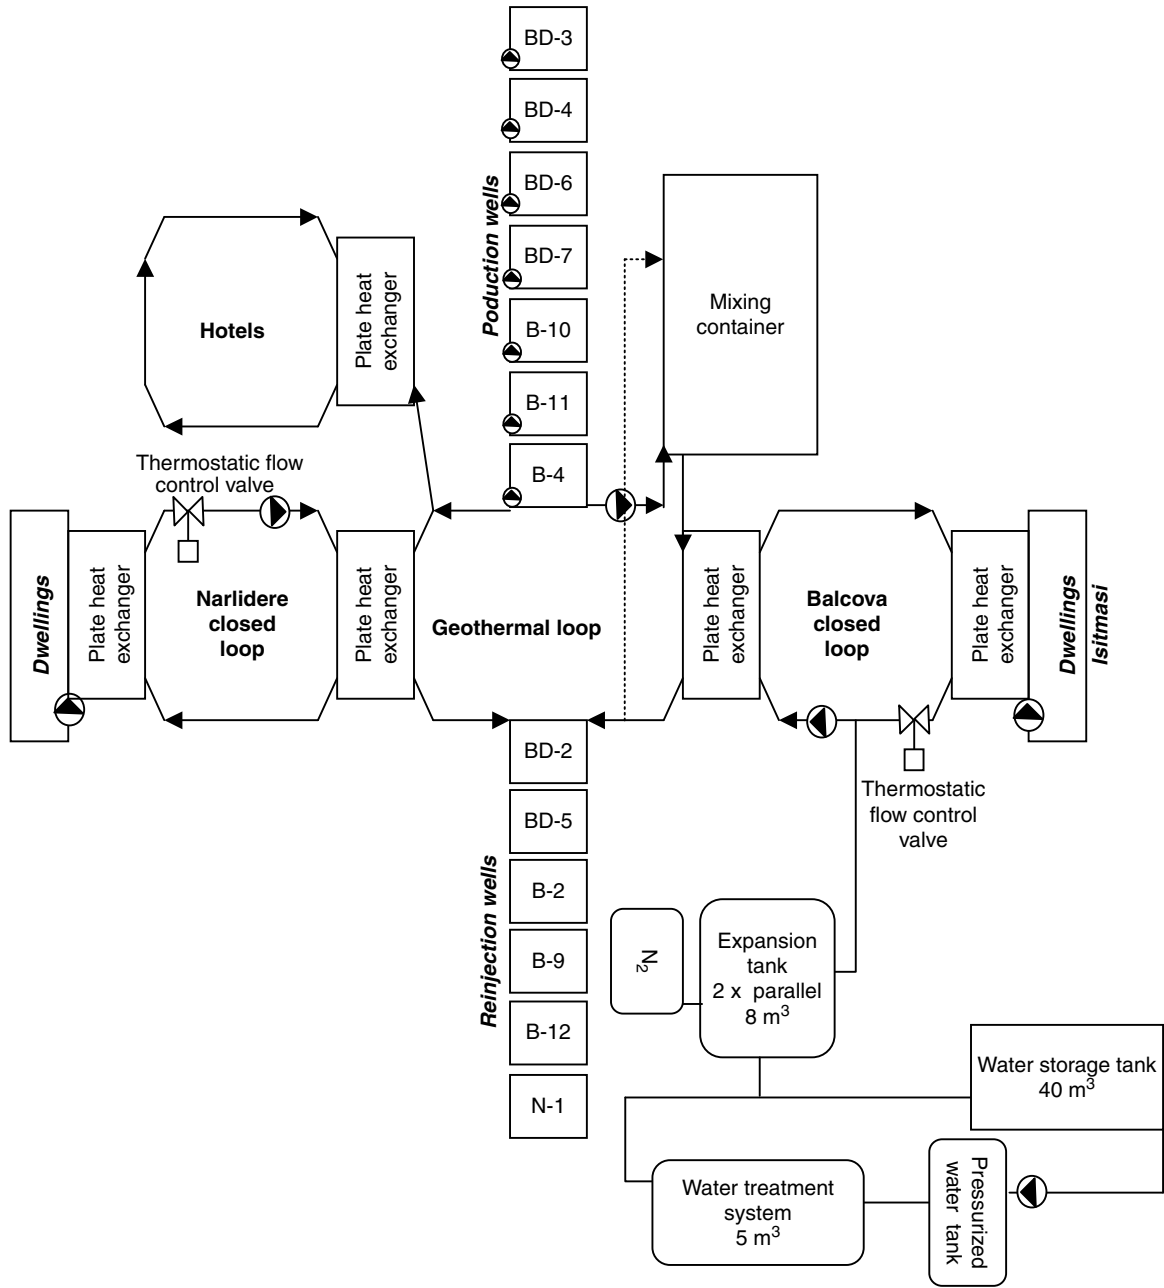 BD-3
BD-4
BD-6
BD-7
B-10
B-11
B-4
Poduction wells
Mixing
container
Hotels
Plate heat
exchanger
Thermostatic flow
control valve
Dwellings
Plate heat
exchanger
Narlidere
closed
loop
Plate heat
exchanger
Geothermal loop
Plate heat
exchanger
Balcova
closed
loop
Plate heat
exchanger
Dwellings
Isitmasi
Thermostatic
flow control
valve
BD-2
BD-5
B-2
B-9
B-12
N-1
Reinjection wells
N₂
Expansion
tank
2 x parallel
8 m³
Water storage tank
40 m³
Water treatment
system
5 m³
Pressurized
water tank